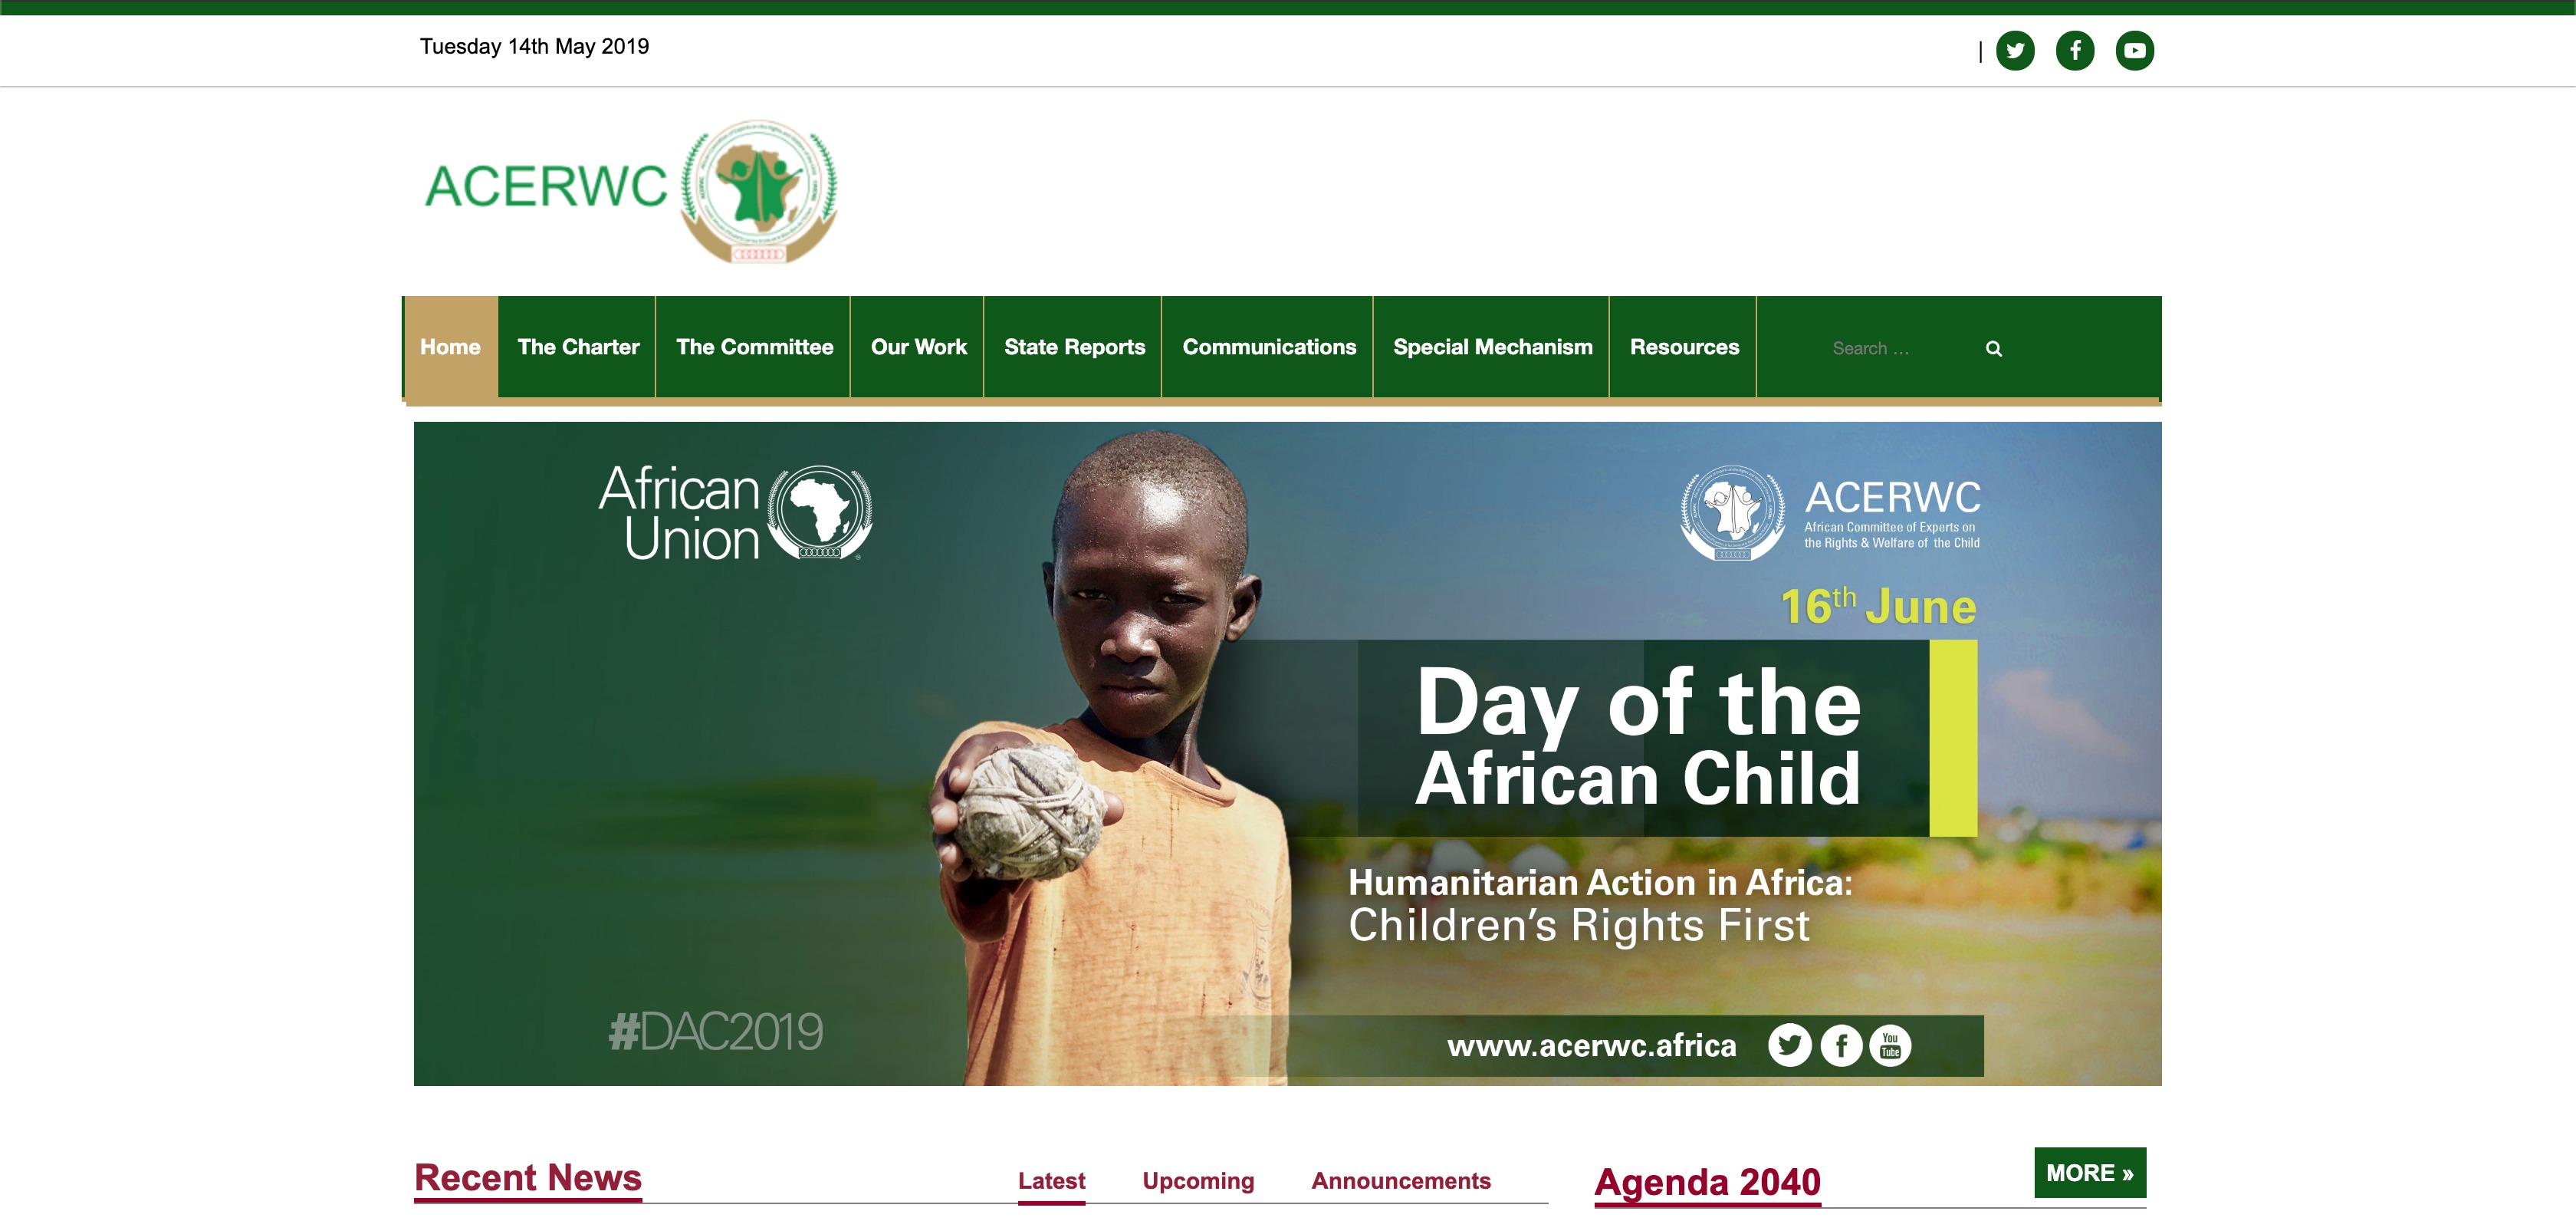 Tuesday 14th May 2019
|
ACERWC
Home
The Charter
The Committee
Our Work
State Reports
Communications
Special Mechanism
Resources
Search ...
African
Union
ACERWC
African Committee of Experts on
the Rights & Welfare of the Child
16th June
Day of the
African Child
Humanitarian Action in Africa:
Children's Rights First
#DAC2019
www.acerwc.africa
You
Tube
Recent News
Latest
Upcoming
Announcements
Agenda 2040
MORE »